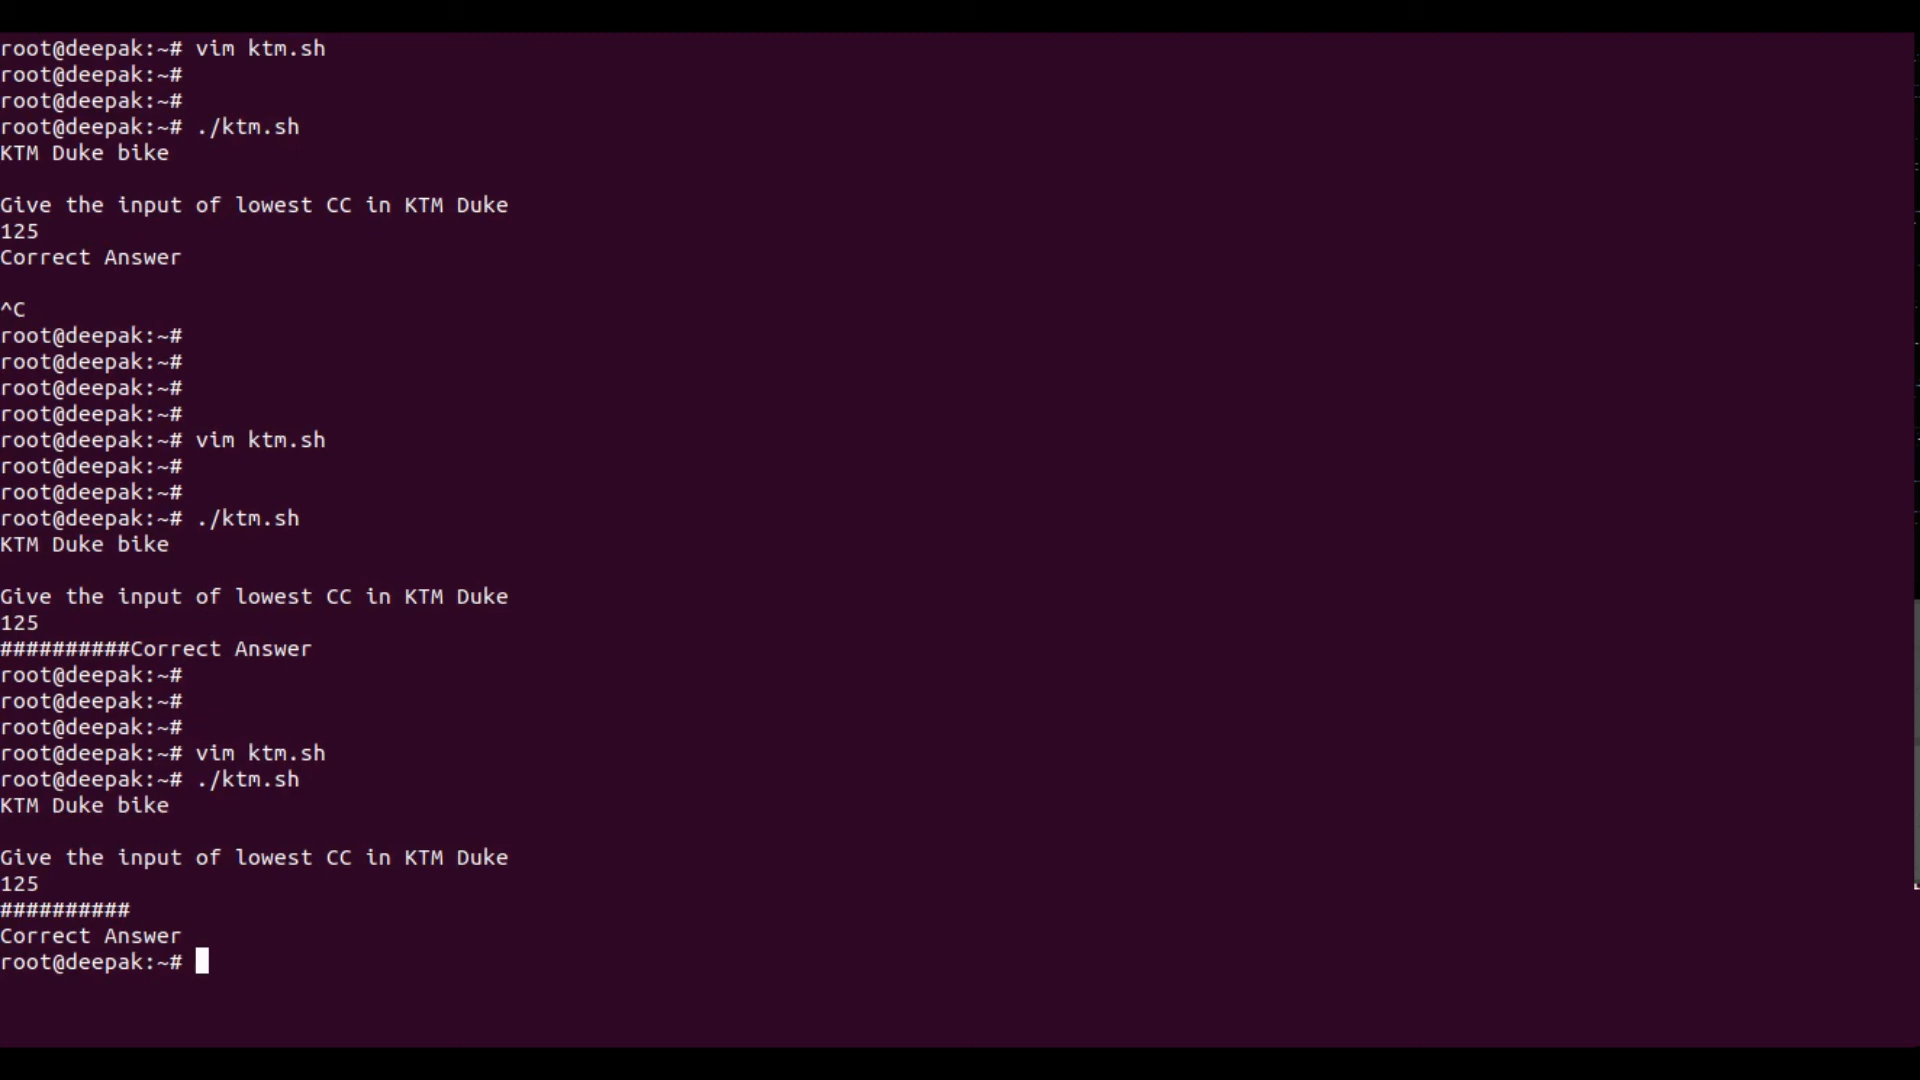 root@deepak:~# vim ktm.sh
root@deepak:~#
root@deepak:~#
root@deepak:~# ./ktm.sh
KTM Duke bike
Give the input of lowest CC in KTM Duke
125
Correct Answer
^C
root@deepak:~#
root@deepak:~#
root@deepak:~#
root@deepak:~#
root@deepak:~# vim ktm.sh
root@deepak:~#
root@deepak:~#
root@deepak:~# ./ktm.sh
KTM Duke bike
Give the input of lowest CC in KTM Duke
125
##########Correct Answer
root@deepak:~#
root@deepak:~#
root@deepak:~#
root@deepak:~# vim ktm.sh
root@deepak:~# ./ktm.sh
KTM Duke bike
Give the input of lowest CC in KTM Duke
125
##########
Correct Answer
root@deepak:~#